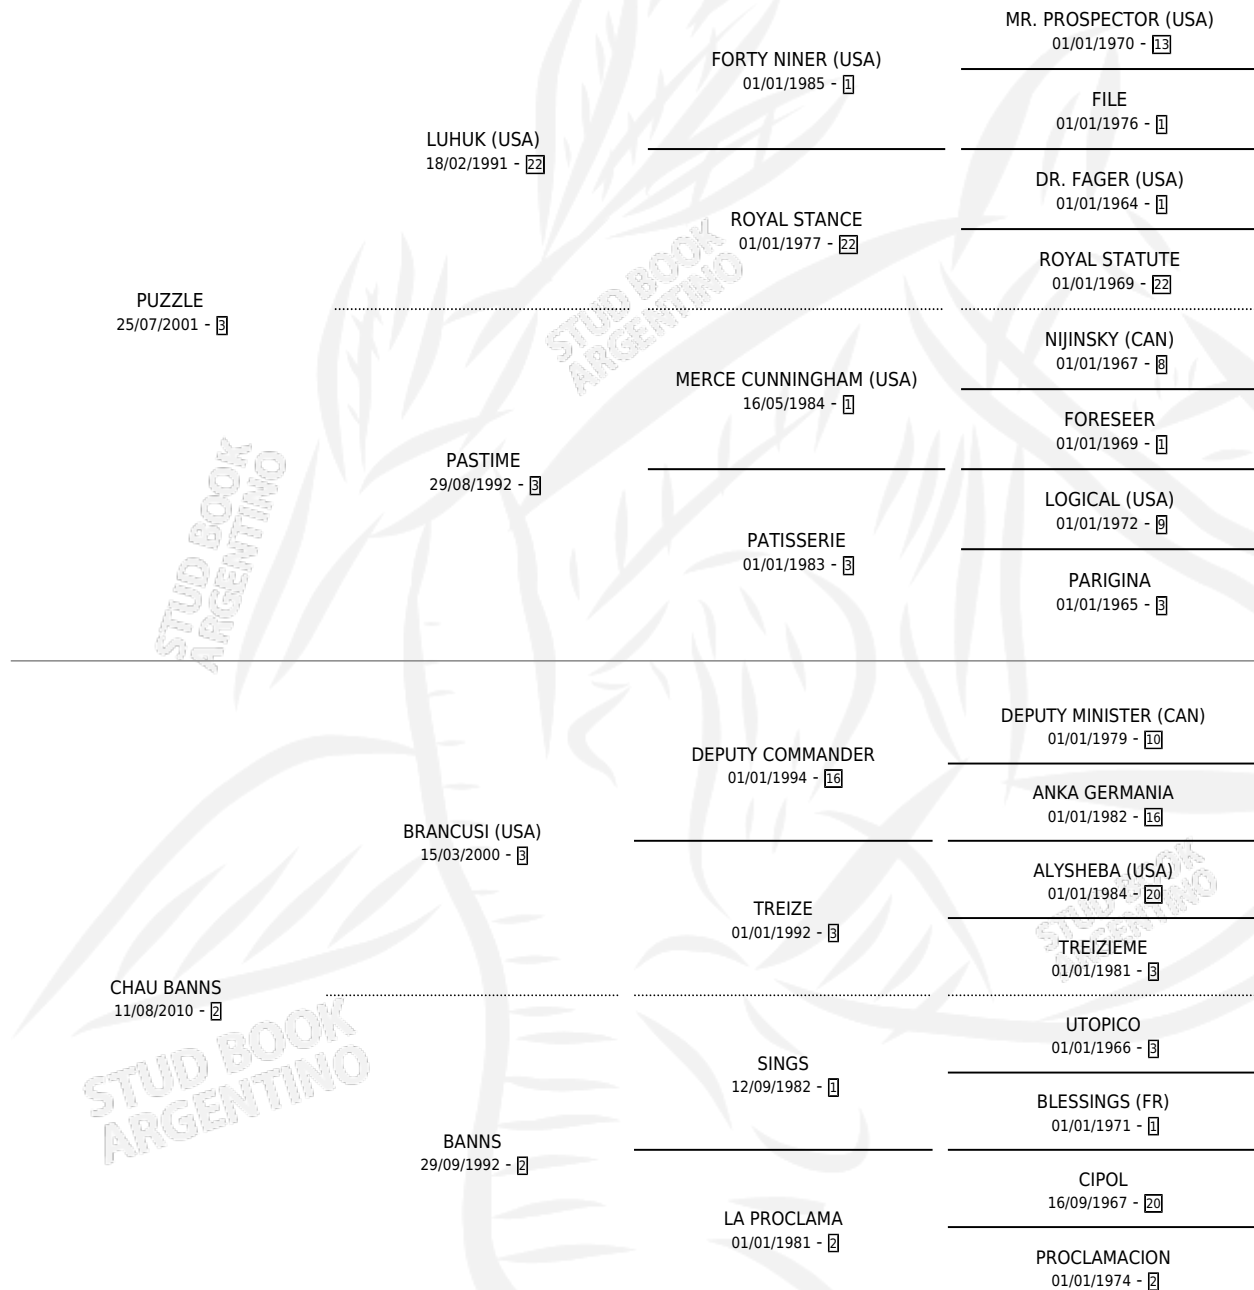 MR. PROSPECTOR (USA)
01/01/1970 - 13
FORTY NINER (USA)
01/01/1985 - 1
FILE
01/01/1976 - 1
LUHUK (USA)
18/02/1991 - 22
DR. FAGER (USA)
01/01/1964 - 1
ROYAL STANCE
01/01/1977 - 22
ROYAL STATUTE
01/01/1969 - 22
PUZZLE
25/07/2001 - 3
NIJINSKY (CAN)
01/01/1967 - 8
MERCE CUNNINGHAM (USA)
16/05/1984 - 1
FORESEER
01/01/1969 - 1
PASTIME
29/08/1992 - 3
LOGICAL (USA)
01/01/1972 - 9
PATISSERIE
01/01/1983 - 3
PARIGINA
01/01/1965 - 3
STUD BOOK
ARGENTINO
STUD BOOK
ARGENTINO
DEPUTY MINISTER (CAN)
01/01/1979 - 10
DEPUTY COMMANDER
01/01/1994 - 16
ANKA GERMANIA
01/01/1982 - 16
BRANCUSI (USA)
15/03/2000 - 3
ALYSHEBA (USA)
01/01/1984 - 20
TREIZE
01/01/1992 - 3
TREIZIEME
01/01/1981 - 3
CHAU BANNS
11/08/2010 - 2
UTOPICO
01/01/1966 - 3
SINGS
12/09/1982 - 1
BLESSINGS (FR)
01/01/1971 - 1
BANNS
29/09/1992 - 2
CIPOL
16/09/1967 - 20
LA PROCLAMA
01/01/1981 - 2
PROCLAMACION
01/01/1974 - 2
STUD BOOK
ARGENTINO
STUD BOOK
ARGENTINO